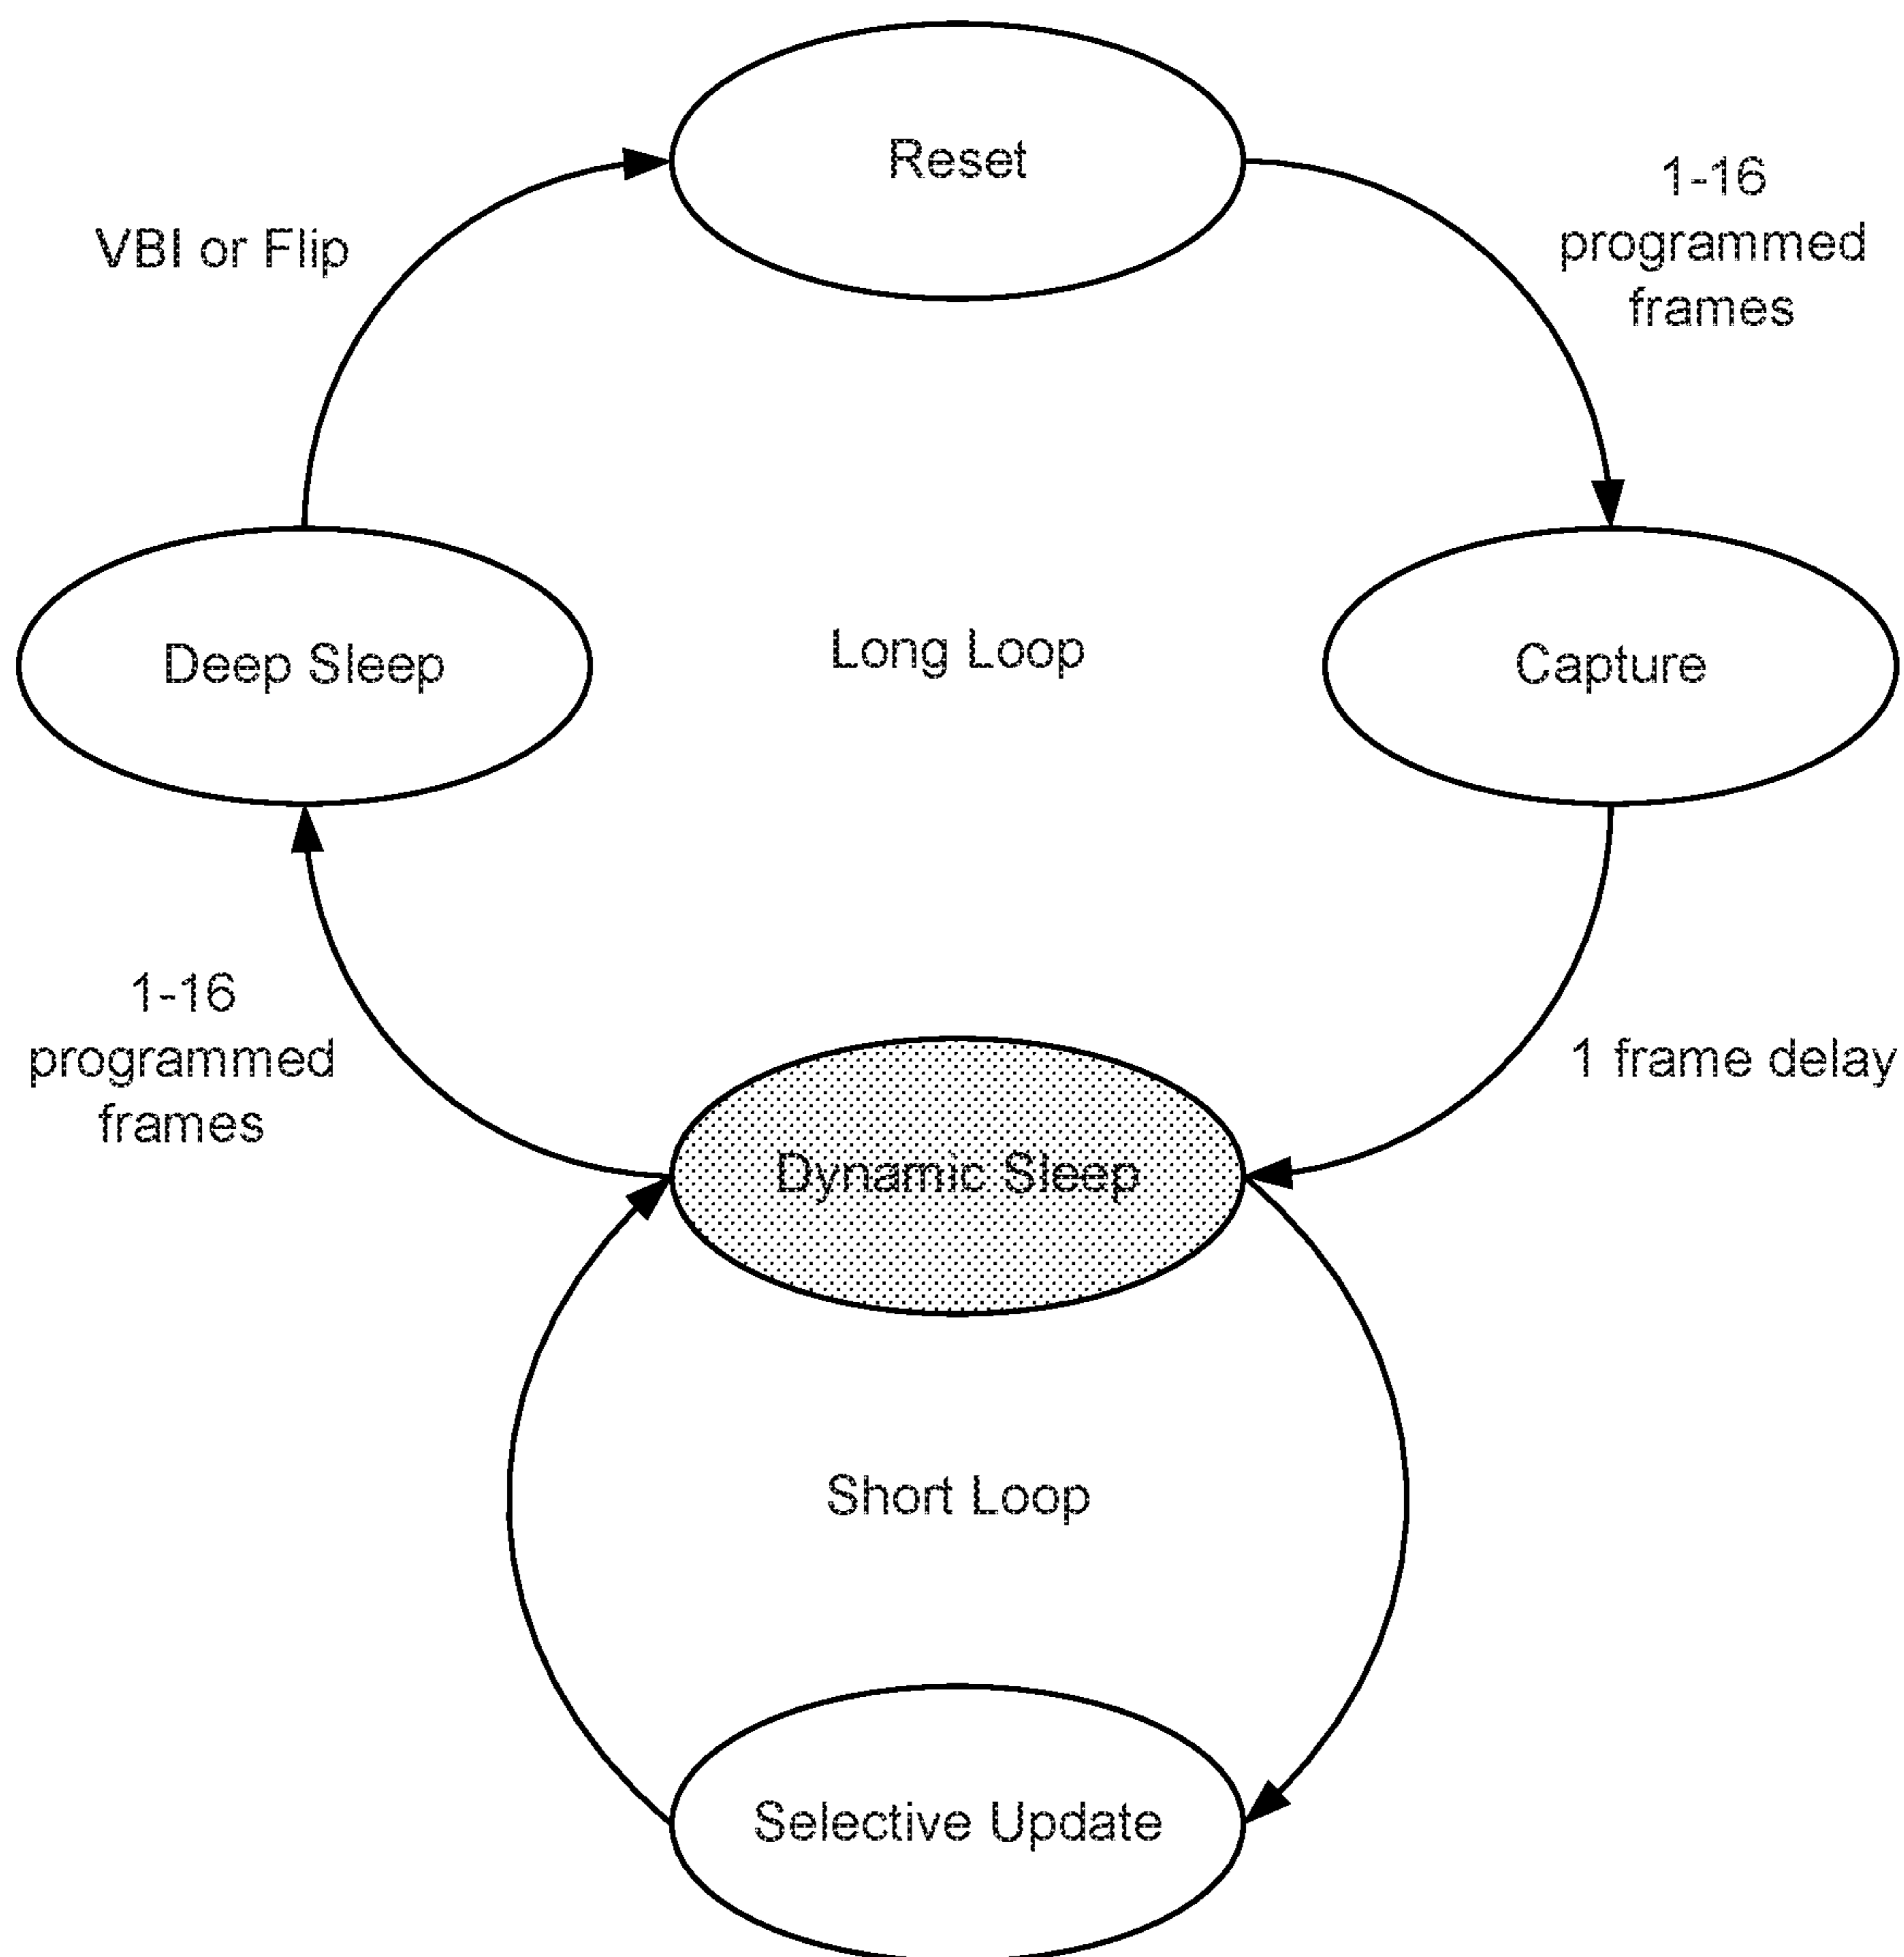 Reset
1-16
programmed
frames
VBI or Flip
Long Loop
Deep Sleep
Capture
1-16
programmed
frames
1 frame delay
Dynamic Sleep
Short Loop
Selective Update